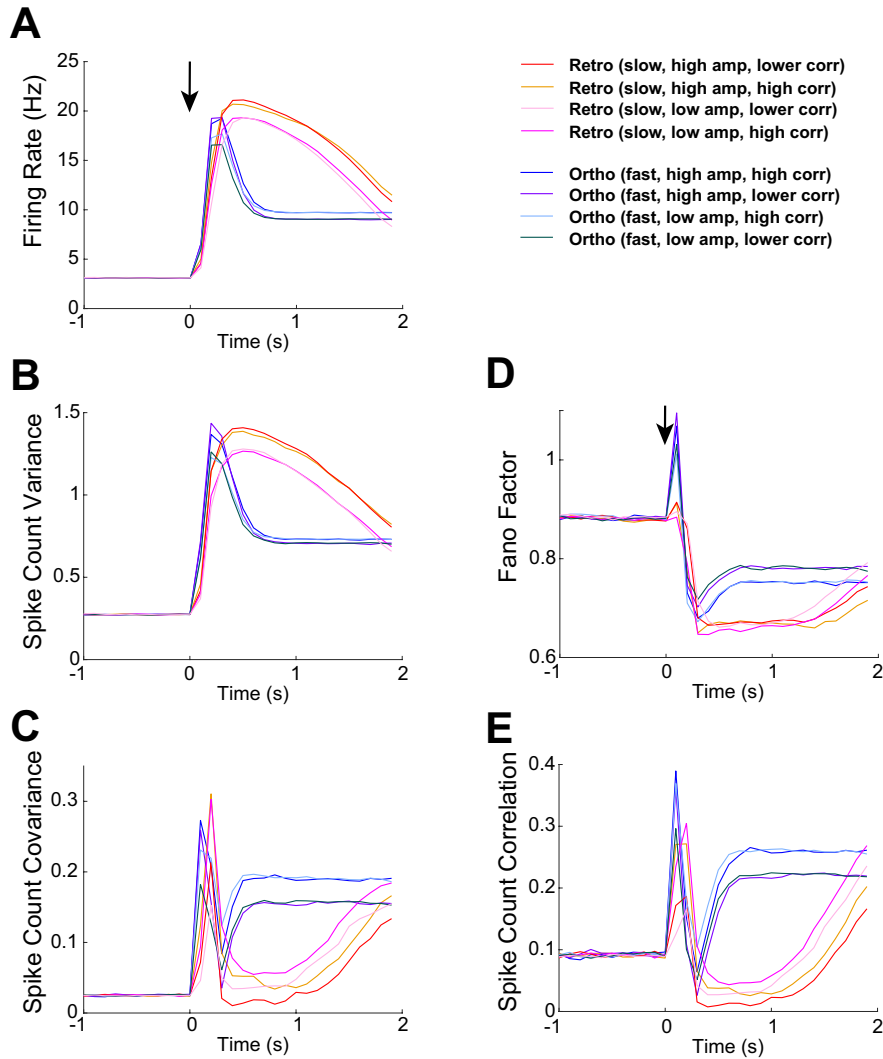 A
Firing Rate (Hz)
25
20
15
10
5
0
-1
0
1
2
Time (s)
Retro (slow, high amp, lower corr)
Retro (slow, high amp, high corr)
Retro (slow, low amp, lower corr)
Retro (slow, low amp, high corr)
Ortho (fast, high amp, high corr)
Ortho (fast, high amp, lower corr)
Ortho (fast, low amp, high corr)
Ortho (fast, low amp, lower corr)
B
Spike Count Variance
1.5
1
0.5
0
-1
0
1
2
Time (s)
D
Fano Factor
1
0.8
0.6
-1
0
1
2
Time (s)
C
Spike Count Covariance
0.3
0.2
0.1
0
-1
0
1
2
Time (s)
E
Spike Count Correlation
0.4
0.3
0.2
0.1
0
-1
0
1
2
Time (s)